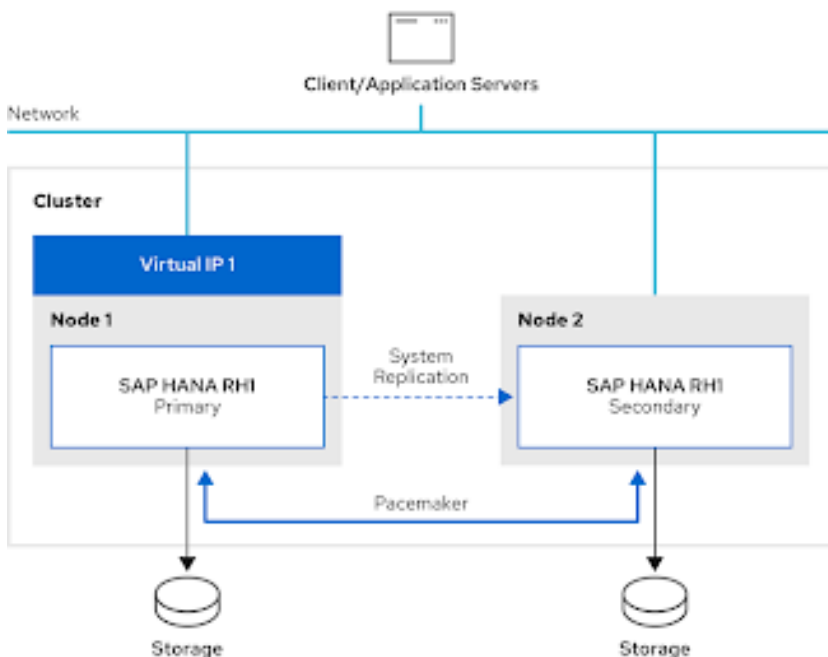 Client/Application Servers
Network
Cluster
Virtual IP 1
Node 1
SAP HANA RH1
Primary
System
Replication
Node 2
SAP HANA RH1
Secondary
Pacemaker
Storage
Storage